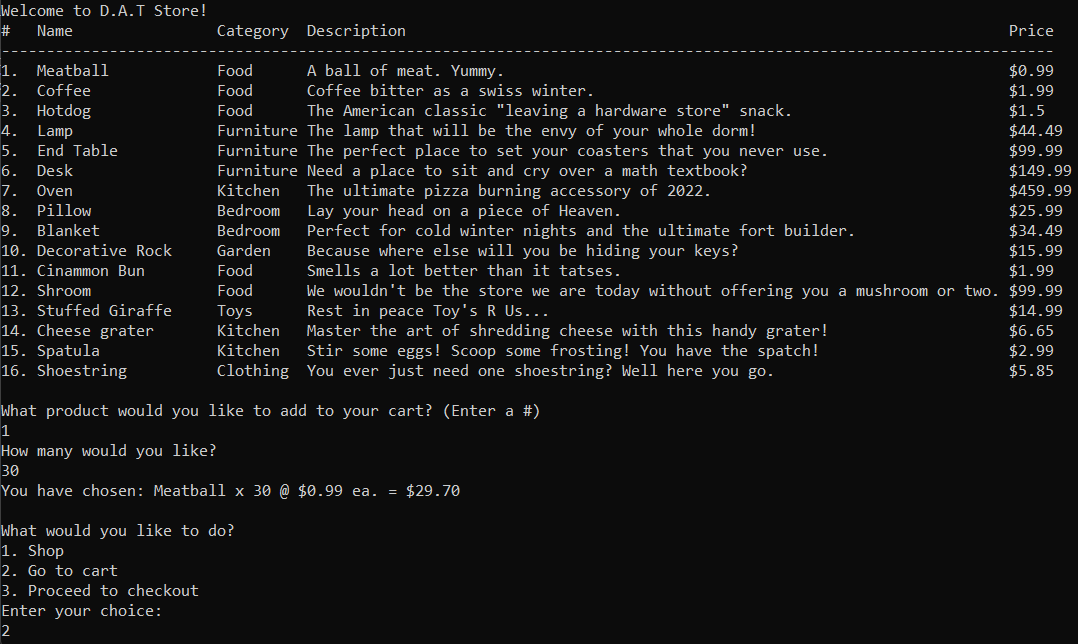 Welcome to D.A.T Store!
#   Name                Category  Description                                                                   Price
---------------------------------------------------------------------------------------------------------------------
1.  Meatball            Food      A ball of meat. Yummy.                                                        $0.99
2.  Coffee              Food      Coffee bitter as a swiss winter.                                              $1.99
3.  Hotdog              Food      The American classic "leaving a hardware store" snack.                        $1.5
4.  Lamp                Furniture The lamp that will be the envy of your whole dorm!                            $44.49
5.  End Table           Furniture The perfect place to set your coasters that you never use.                    $99.99
6.  Desk                Furniture Need a place to sit and cry over a math textbook?                             $149.99
7.  Oven                Kitchen   The ultimate pizza burning accessory of 2022.                                 $459.99
8.  Pillow              Bedroom   Lay your head on a piece of Heaven.                                           $25.99
9.  Blanket             Bedroom   Perfect for cold winter nights and the ultimate fort builder.                 $34.49
10. Decorative Rock     Garden    Because where else will you be hiding your keys?                              $15.99
11. Cinammon Bun        Food      Smells a lot better than it tatses.                                           $1.99
12. Shroom              Food      We wouldn't be the store we are today without offering you a mushroom or two. $99.99
13. Stuffed Giraffe     Toys      Rest in peace Toy's R Us...                                                   $14.99
14. Cheese grater       Kitchen   Master the art of shredding cheese with this handy grater!                    $6.65
15. Spatula             Kitchen   Stir some eggs! Scoop some frosting! You have the spatch!                     $2.99
16. Shoestring          Clothing  You ever just need one shoestring? Well here you go.                          $5.85
What product would you like to add to your cart? (Enter a #)
1
How many would you like?
30
You have chosen: Meatball x 30 @ $0.99 ea. = $29.70
What would you like to do?
1. Shop
2. Go to cart
3. Proceed to checkout
Enter your choice:
2